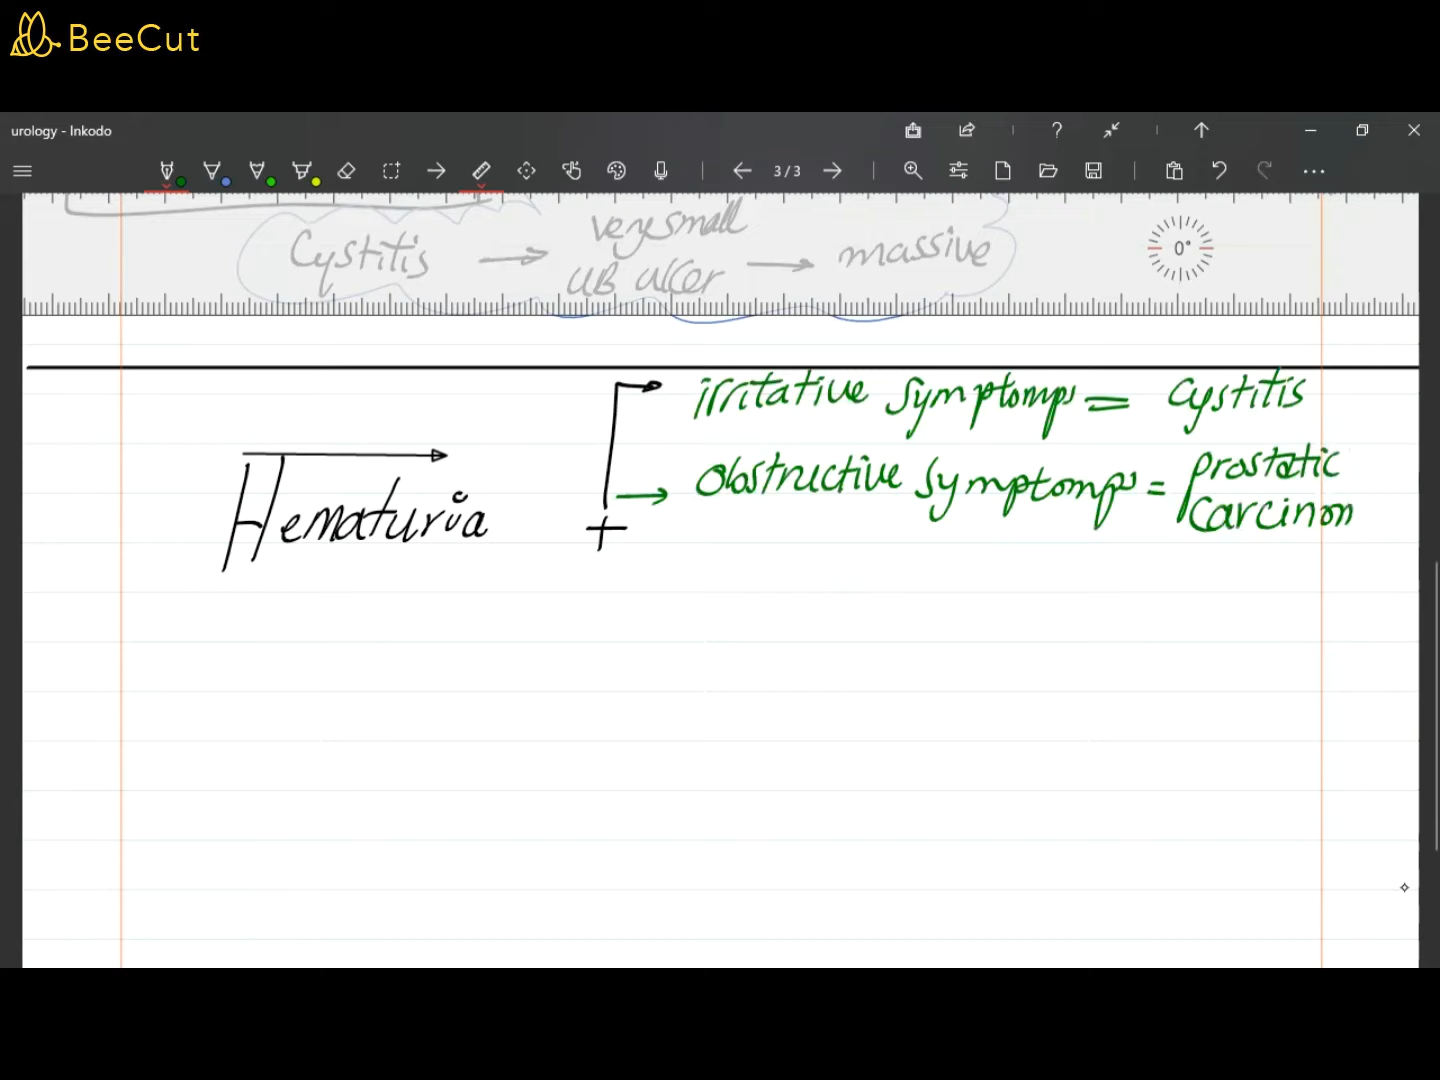 BeeCut
urology - Inkodo
3/3
very small
Cystitis → UB ulcer → massive
0°
irritative symptomps = Cystitis
Obstructive symptomps = prostatic
Carcinom
Hematuria +